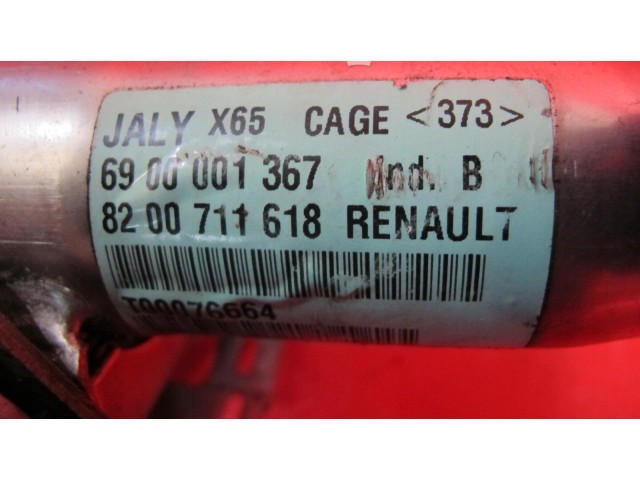 JALY X65 CAGE <373>
69 00 001 367 Ind. B
82 00 711 618 RENAULT
T00076664